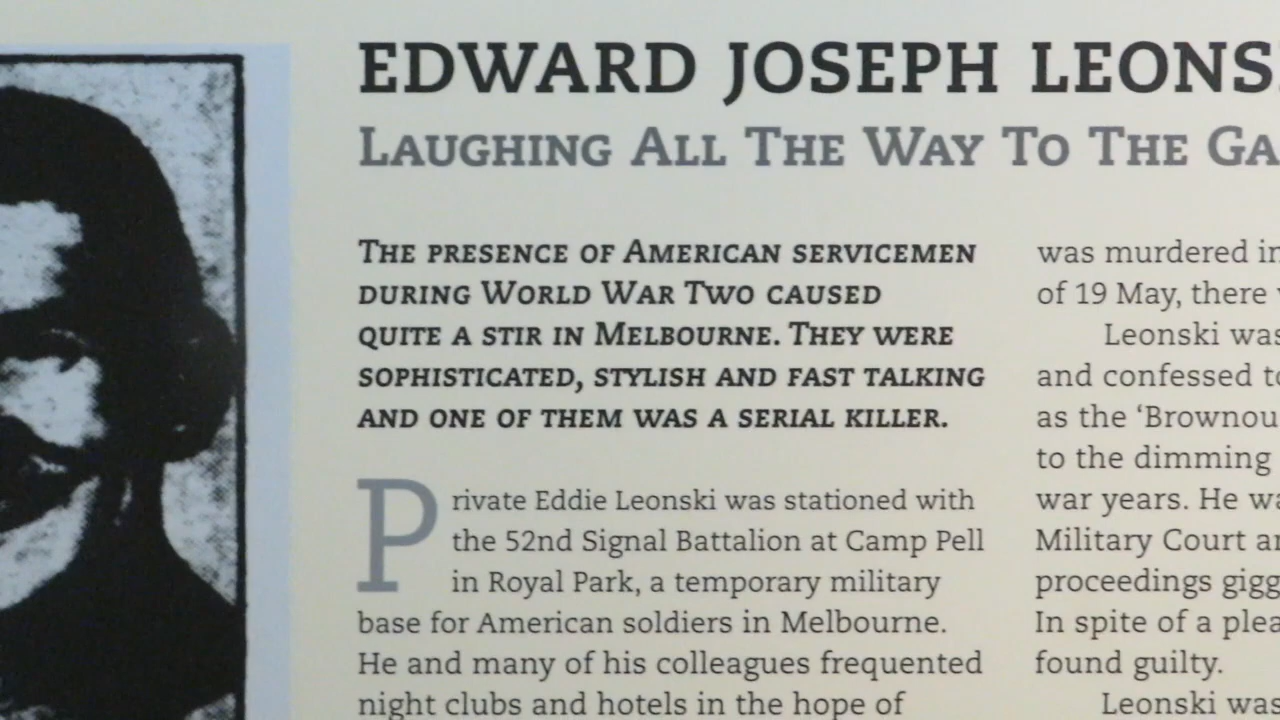 EDWARD JOSEPH LEONS
LAUGHING ALL THE WAY TO THE GA
THE PRESENCE OF AMERICAN SERVICEMEN
DURING WORLD WAR TWO CAUSED
QUITE A STIR IN MELBOURNE. THEY WERE
SOPHISTICATED, STYLISH AND FAST TALKING
AND ONE OF THEM WAS A SERIAL KILLER.
Private Eddie Leonski was stationed with
the 52nd Signal Battalion at Camp Pell
in Royal Park, a temporary military
base for American soldiers in Melbourne.
He and many of his colleagues frequented
night clubs and hotels in the hope of
was murdered in
of 19 May, there
Leonski was
and confessed to
as the ‘Brownou
to the dimming
war years. He wa
Military Court an
proceedings gigg
In spite of a plea
found guilty.
Leonski was